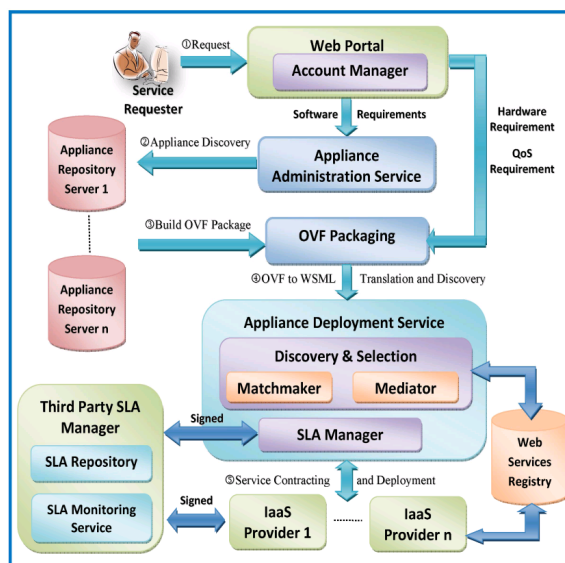 ①Request
Web Portal
Account Manager
Service
Requester
Software Requirements
Hardware
Requirement
QoS
Requirement
②Appliance Discovery
Appliance
Repository
Server 1
Appliance
Administration Service
③Build OVF Package
OVF Packaging
Appliance
Repository
Server n
④OVF to WSML Translation and Discovery
Appliance Deployment Service
Discovery & Selection
Matchmaker
Mediator
SLA Manager
Third Party SLA
Manager
Signed
SLA Repository
SLA Monitoring
Service
Web
Services
Registry
⑤Service Contracting and Deployment
Signed
IaaS
Provider 1
IaaS
Provider n